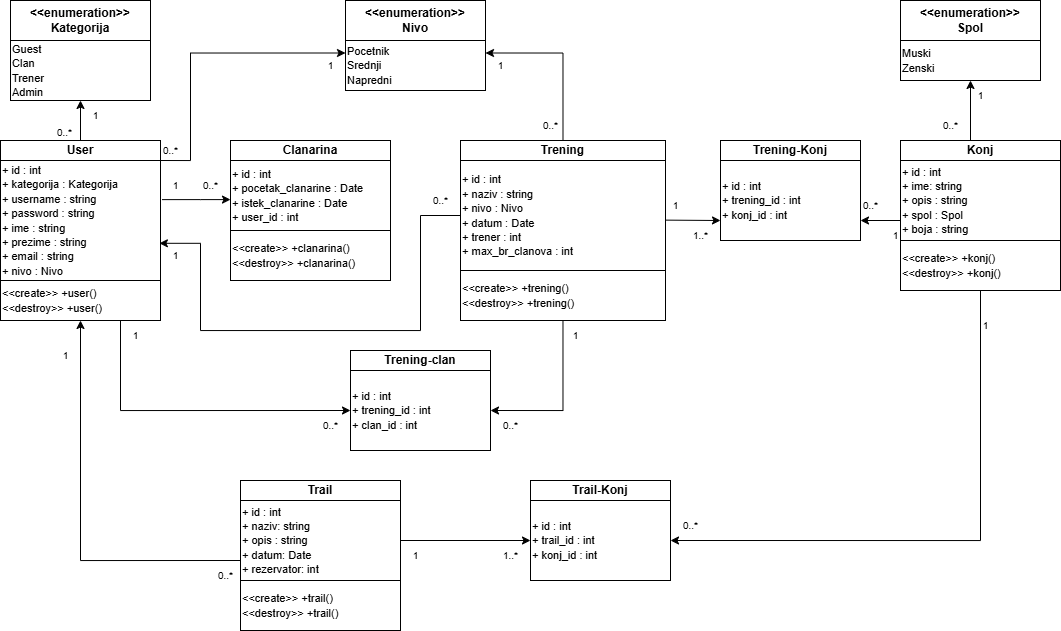 <<enumeration>>
Kategorija
Guest
Clan
Trener
Admin
<<enumeration>>
Nivo
Pocetnik
Srednji
Napredni
<<enumeration>>
Spol
Muski
Zenski
1
0..*
1
0..*
1
0..*
1
0..*
User
+ id : int
+ kategorija : Kategorija
+ username : string
+ password : string
+ ime : string
+ prezime : string
+ email : string
+ nivo : Nivo
<<create>> +user()
<<destroy>> +user()
1
0..*
Clanarina
+ id : int
+ pocetak_clanarine : Date
+ istek_clanarine : Date
+ user_id : int
<<create>> +clanarina()
<<destroy>> +clanarina()
0..*
1
Trening
+ id : int
+ naziv : string
+ nivo : Nivo
+ datum : Date
+ trener : int
+ max_br_clanova : int
<<create>> +trening()
<<destroy>> +trening()
1
1..*
Trening-Konj
+ id : int
+ trening_id : int
+ konj_id : int
0..*
1
Konj
+ id : int
+ ime: string
+ opis : string
+ spol : Spol
+ boja : string
<<create>> +konj()
<<destroy>> +konj()
1
1
1
1
0..*
Trening-clan
+ id : int
+ trening_id : int
+ clan_id : int
0..*
Trail
+ id : int
+ naziv: string
+ opis : string
+ datum: Date
+ rezervator: int
<<create>> +trail()
<<destroy>> +trail()
0..*
1
1..*
Trail-Konj
+ id : int
+ trail_id : int
+ konj_id : int
0..*